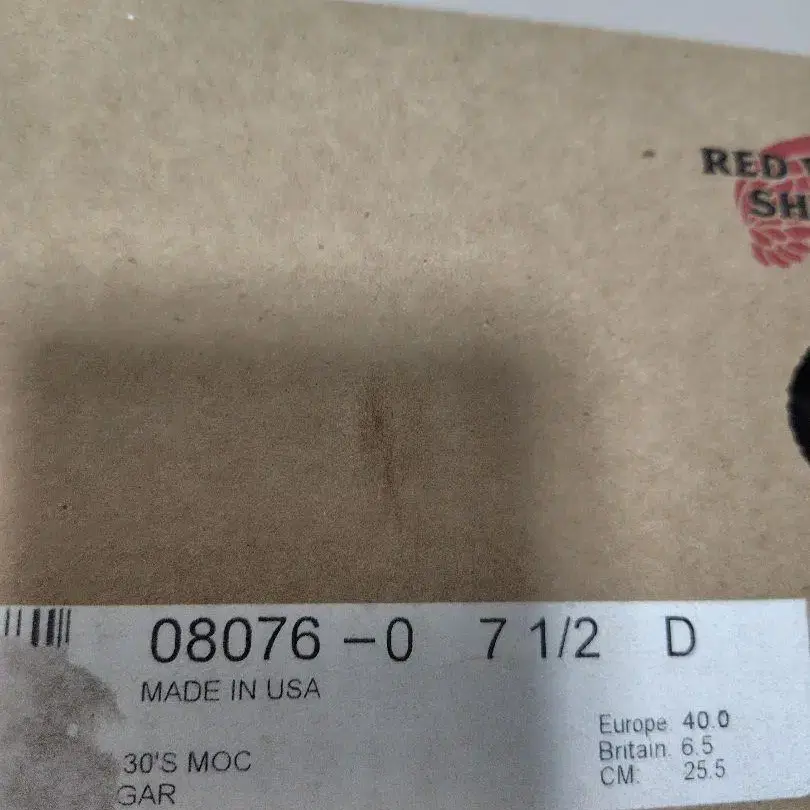 RED
SH
08076 - 0 7 1/2 D
MADE IN USA
Europe 40.0
Britain 6.5
CM: 25.5
30'S MOC
GAR